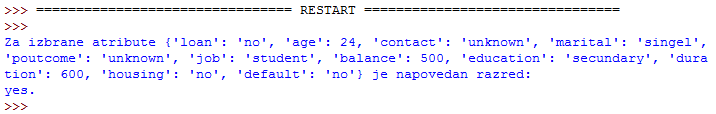 >>> ================================ RESTART ================================
>>>
Za izbrane atribute {'loan': 'no', 'age': 24, 'contact': 'unknown', 'marital': 'singel',
'poutcome': 'unknown', 'job': 'student', 'balance': 500, 'education': 'secundary', 'dura
tion': 600, 'housing': 'no', 'default': 'no'} je napovedan razred:
yes.
>>>